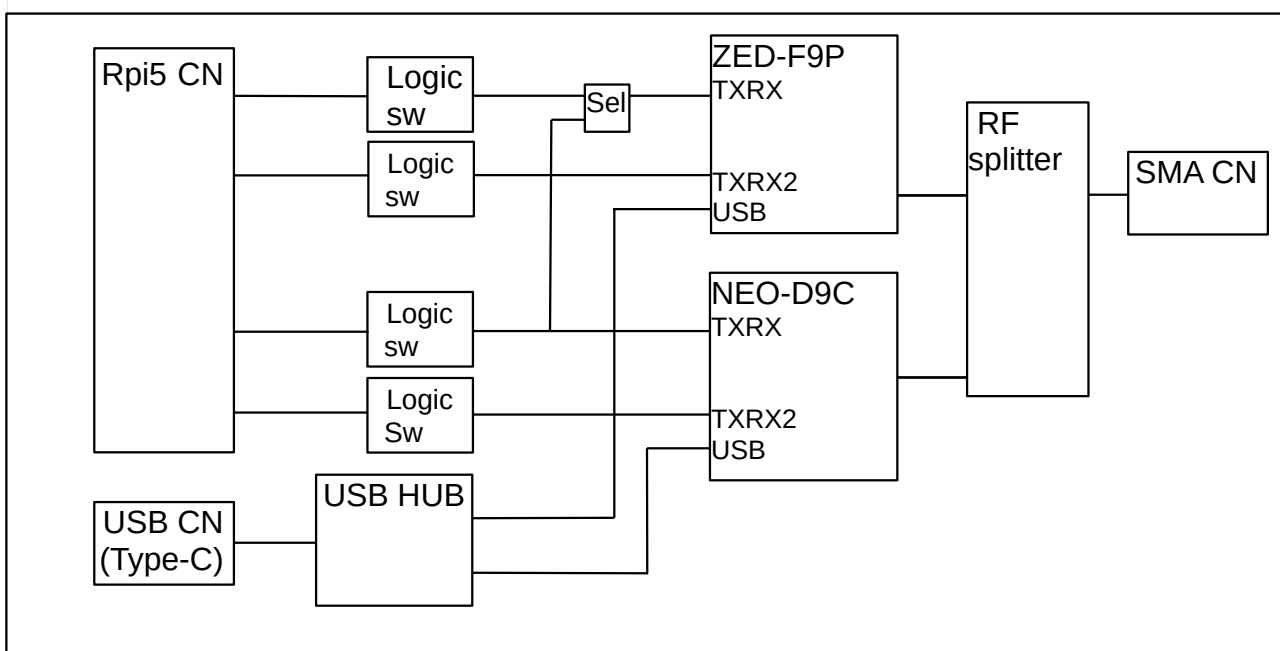 Rpi5 CN
Logic
sw
Logic
sw
Logic
sw
Logic
Sw
Sel
ZED-F9P
TXRX
TXRX2
USB
NEO-D9C
TXRX
TXRX2
USB
RF
splitter
SMA CN
USB HUB
USB CN
(Type-C)